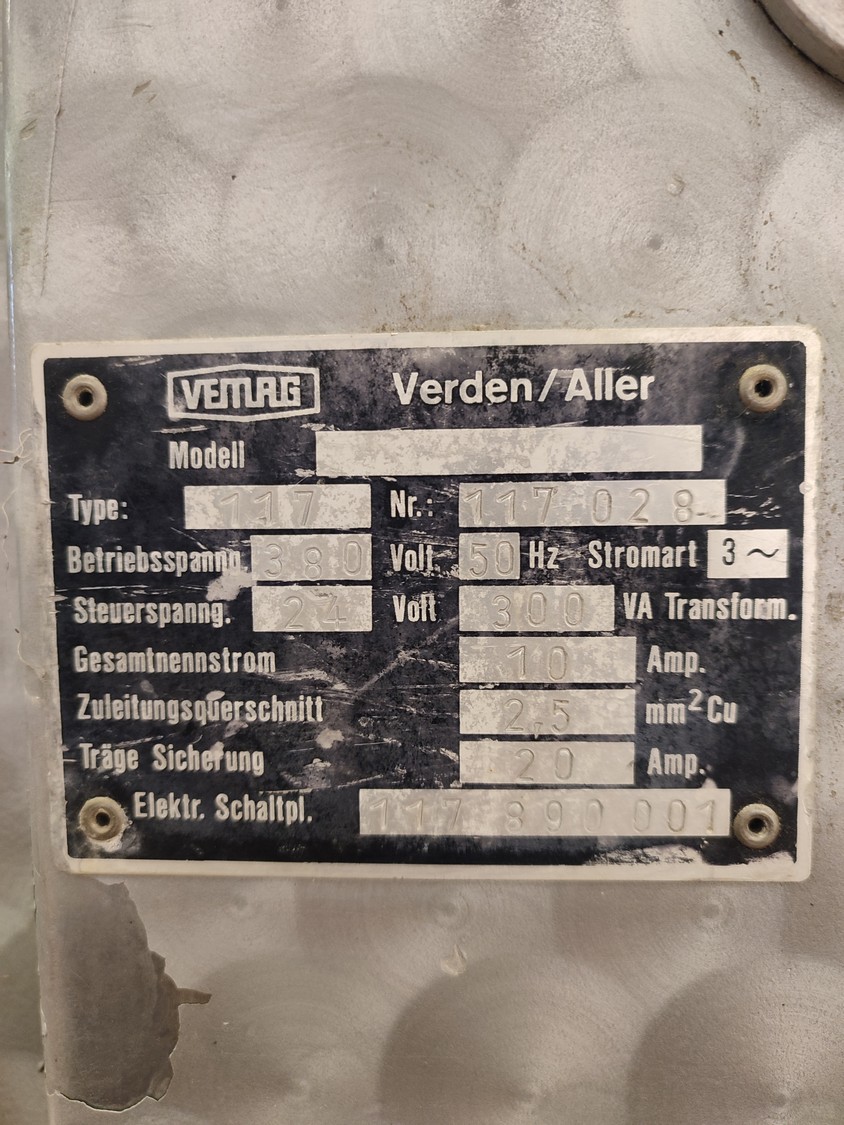 VEMAG Verden/Aller
Modell
Type: 117 Nr.: 117 028
Betriebsspanng. 380 Volt. 50 Hz Stromart 3 ~
Steuerspanng. 24 Volt 300 VA Transform.
Gesamtnennstrom 10 Amp.
Zuleitungsquerschnitt 2,5 mm² Cu
Träge Sicherung 20 Amp.
Elektr. Schaltpl. 117 890 001